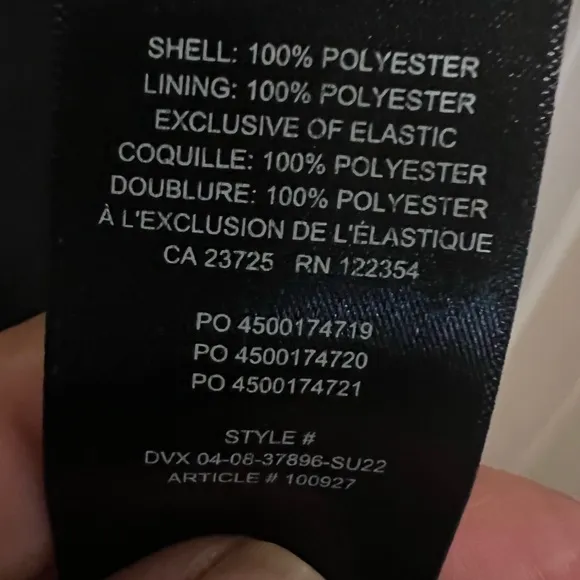 SHELL: 100% POLYESTER
LINING: 100% POLYESTER
EXCLUSIVE OF ELASTIC
COQUILLE: 100% POLYESTER
DOUBLURE: 100% POLYESTER
À L'EXCLUSION DE L'ÉLASTIQUE
CA 23725 RN 122354
PO 4500174719
PO 4500174720
PO 4500174721
STYLE #
DVX 04-08-37896-SU22
ARTICLE # 100927